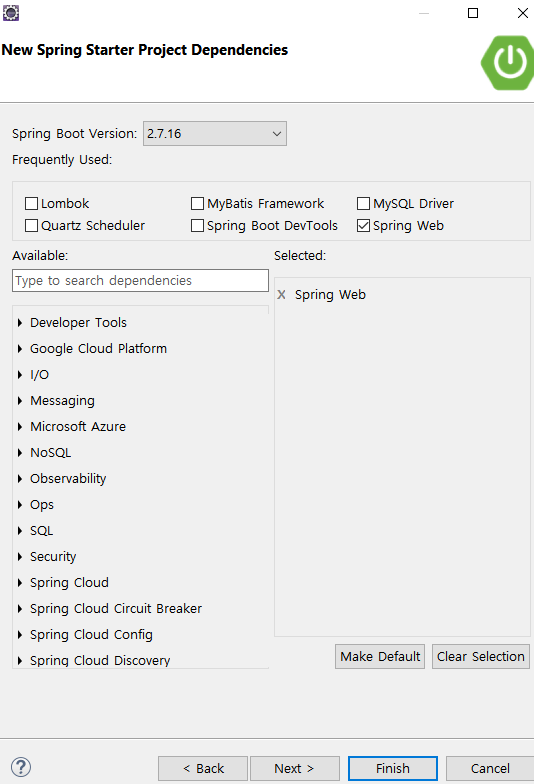 New Spring Starter Project Dependencies
Spring Boot Version: 2.7.16
Frequently Used:
Lombok MyBatis Framework MySQL Driver
Quartz Scheduler Spring Boot DevTools Spring Web
Available: Selected:
Type to search dependencies
X Spring Web
Developer Tools
Google Cloud Platform
I/O
Messaging
Microsoft Azure
NoSQL
Observability
Ops
SQL
Security
Spring Cloud
Spring Cloud Circuit Breaker
Spring Cloud Config
Spring Cloud Discovery
Make Default Clear Selection
? < Back Next > Finish Cancel